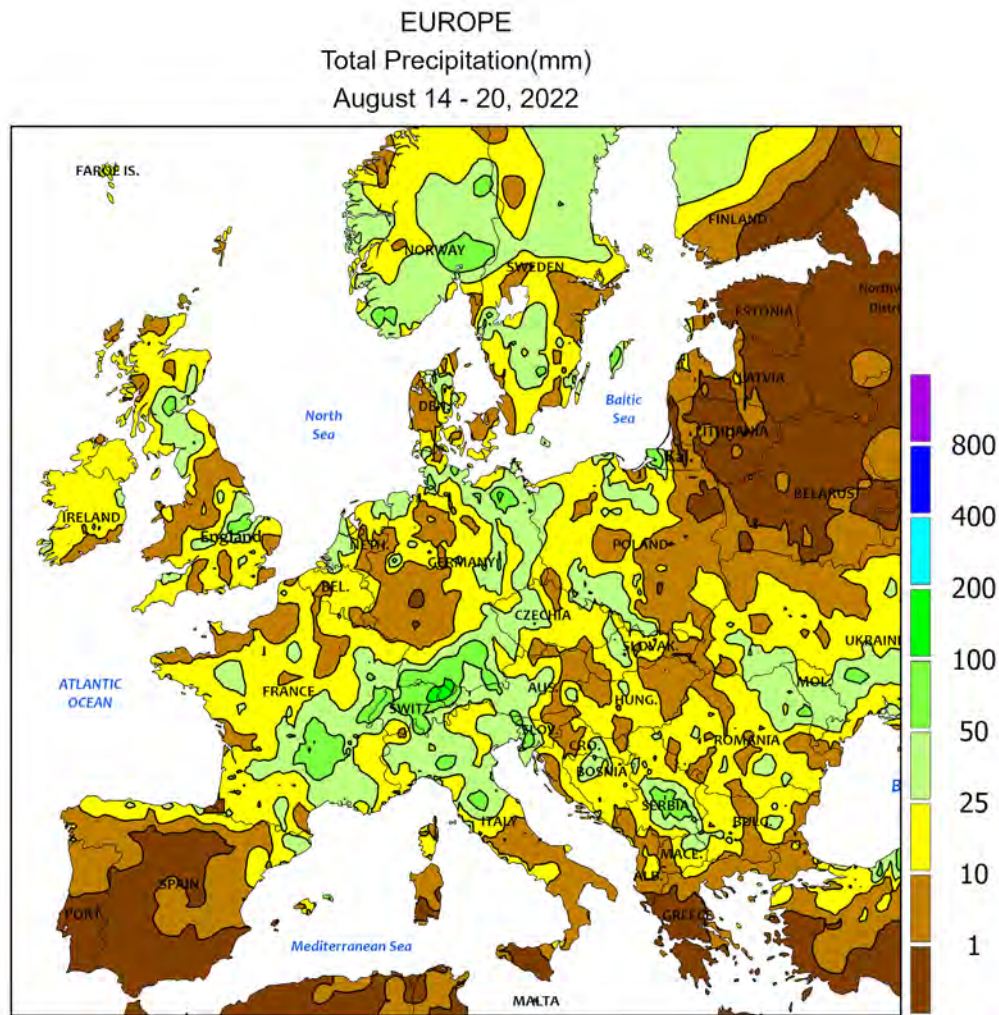 EUROPE
Total Precipitation(mm)
August 14 - 20, 2022
FAROE IS.
FINLAND
NORWAY
SWEDEN
Northw
Distri
ESTONIA
LATVIA
North
Sea
Baltic
Sea
LITHUANIA
Kal.
BELARUS
IRELAND
England
NETH.
POLAND
GERMANY
BEL.
CZECHIA
UKRAINE
SLOVAK.
ATLANTIC
OCEAN
FRANCE
SWITZ.
AUS.
HUNG.
MOL.
SLOV.
CRO.
ROMANIA
BOSNIA
B
ITALY
SERBIA
BULG.
MACE.
ALB.
SPAIN
PORT.
GREECE
Mediterranean Sea
MALTA
800
400
200
100
50
25
10
1